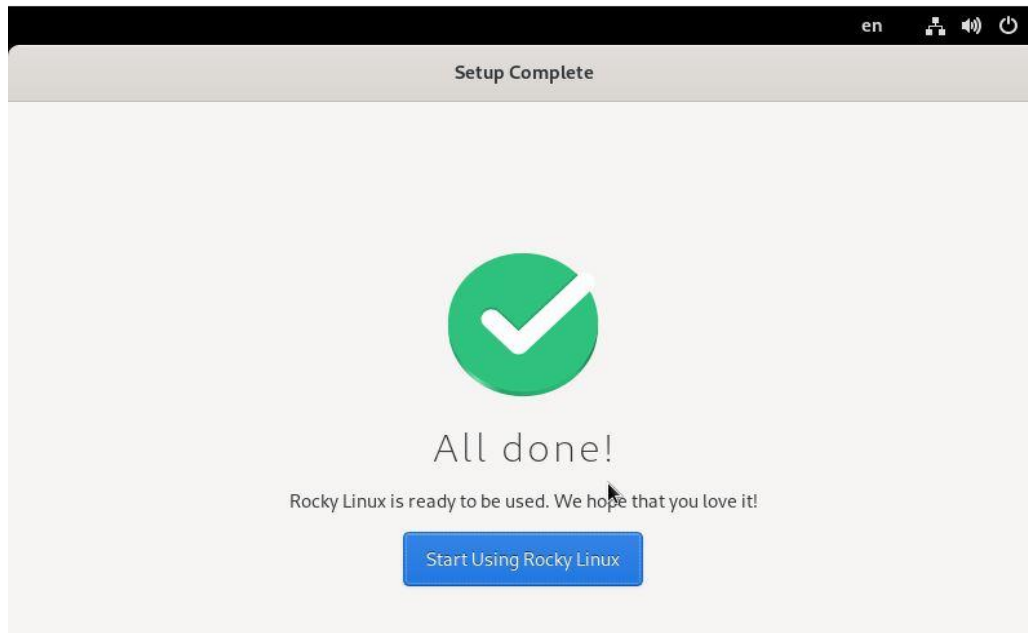 en
Setup Complete
All done!
Rocky Linux is ready to be used. We hope that you love it!
Start Using Rocky Linux